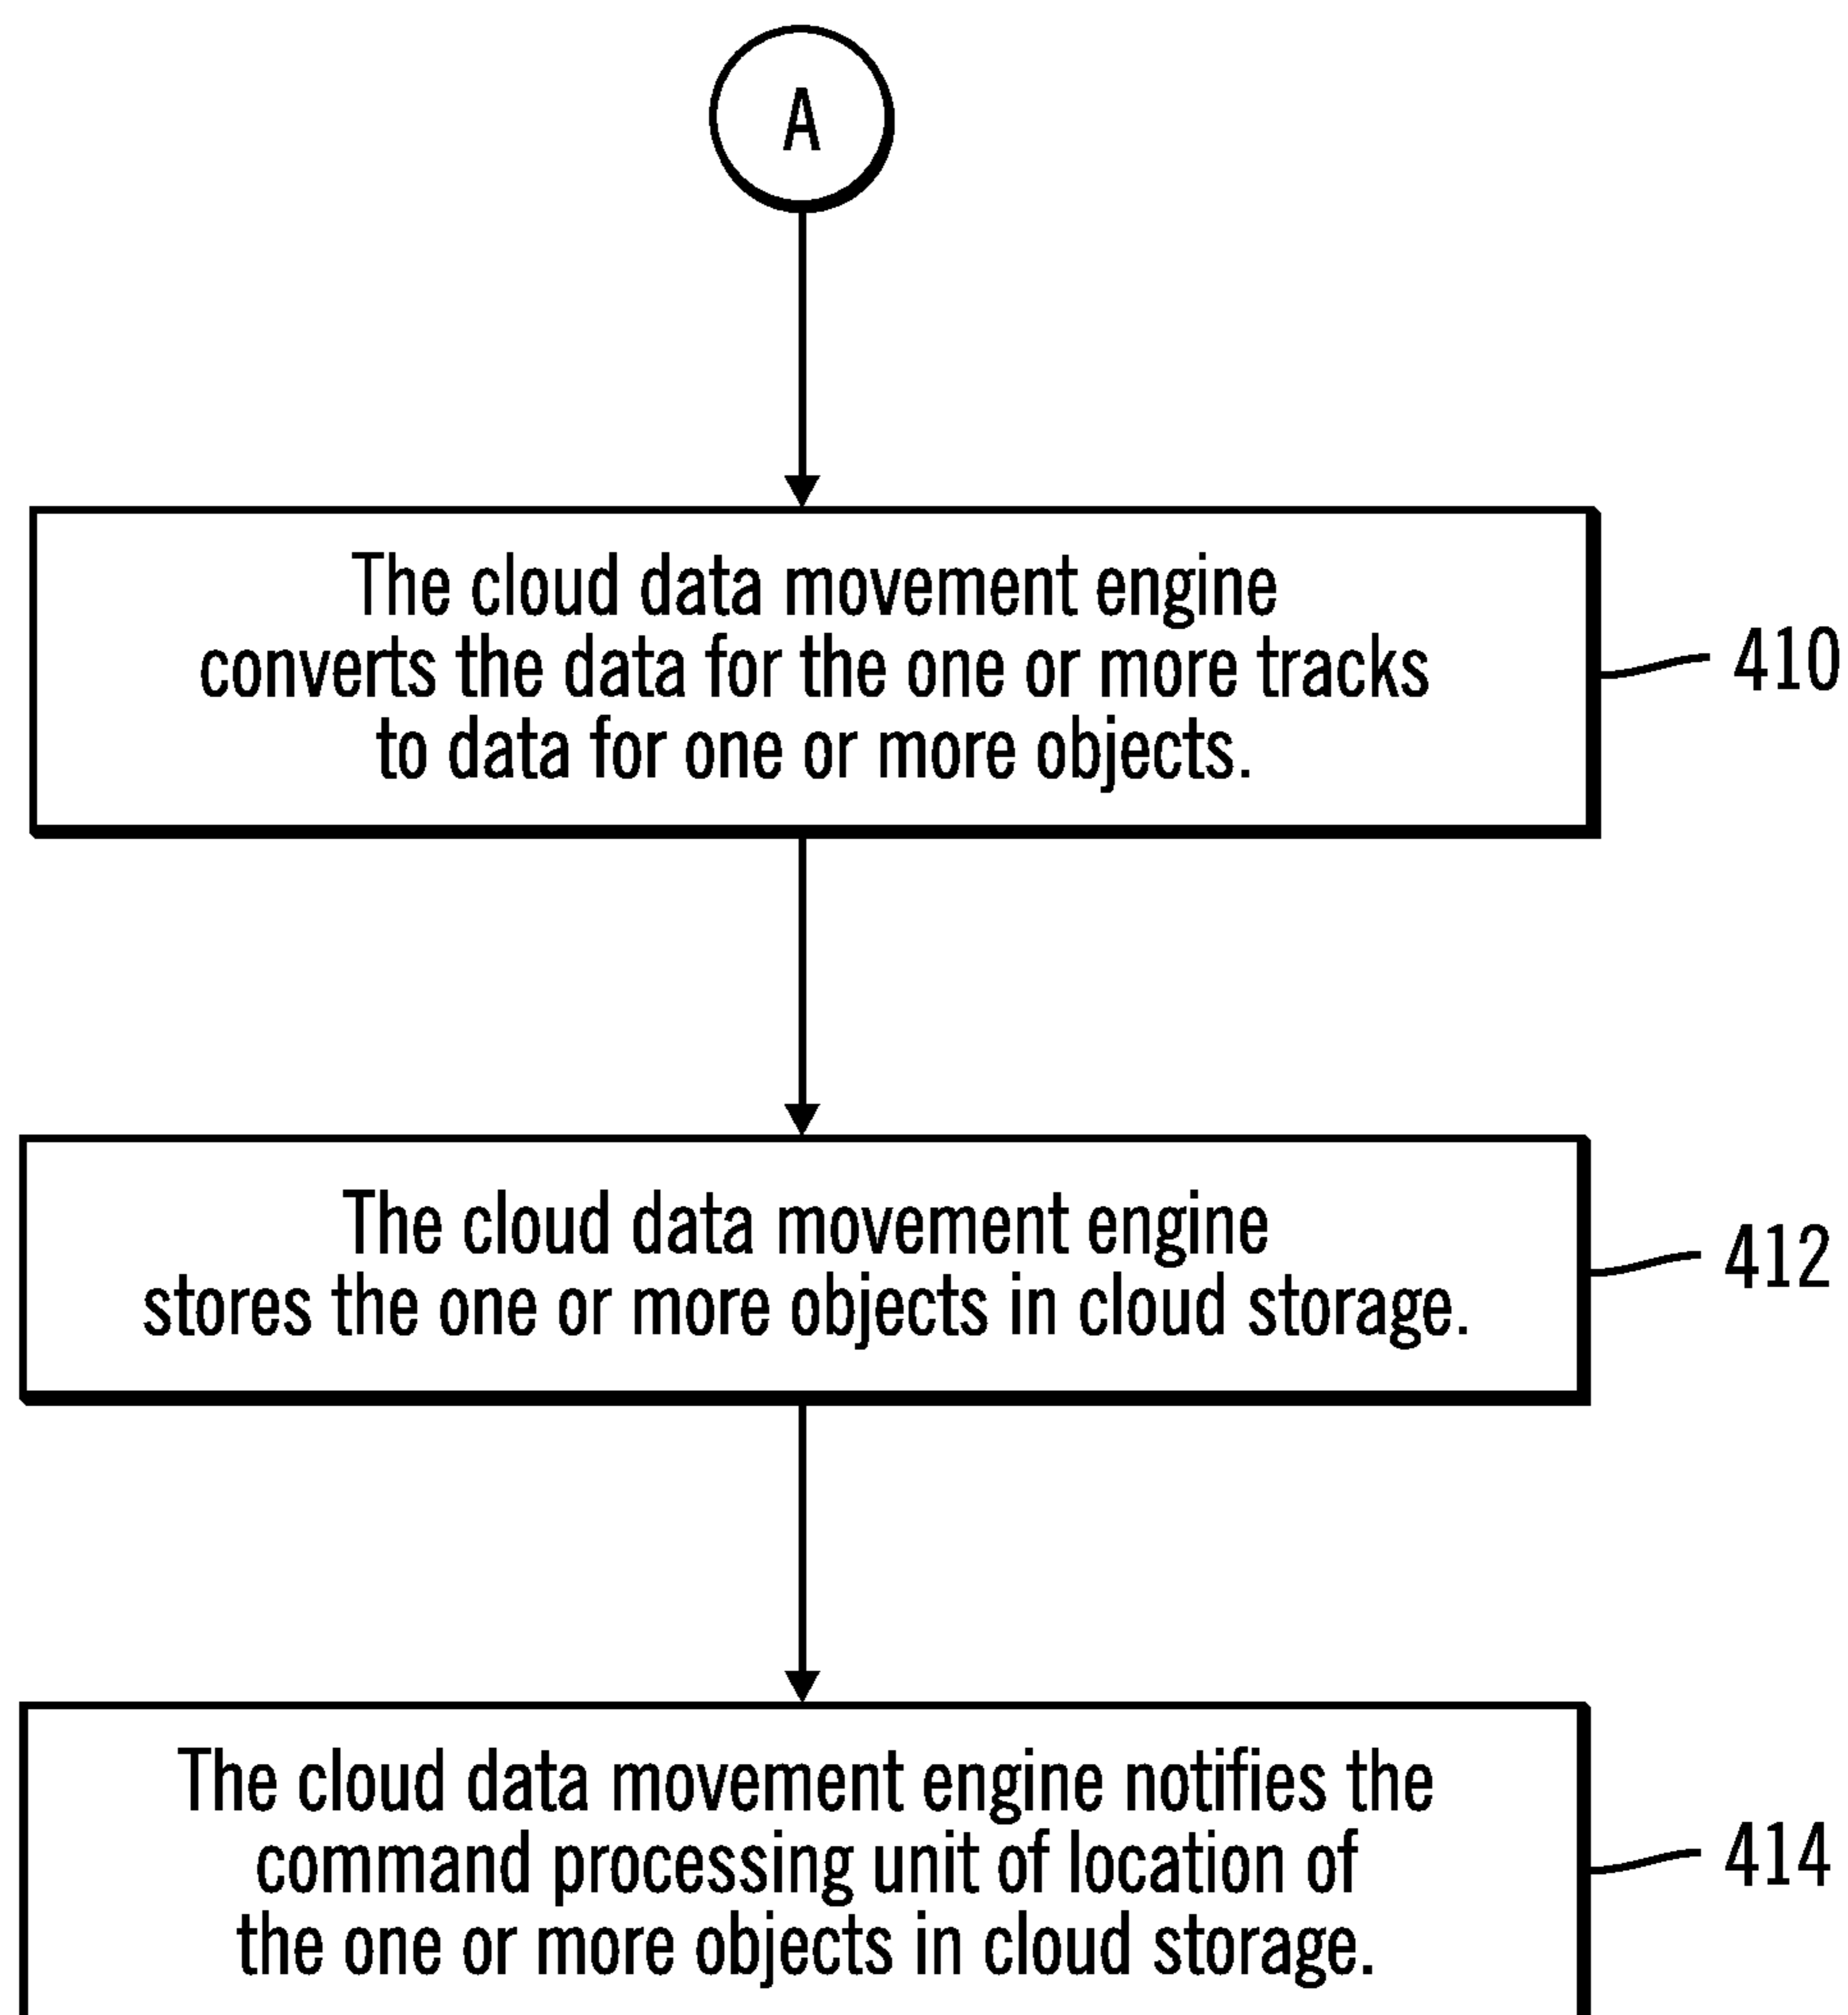 A
The cloud data movement engine
converts the data for the one or more tracks
to data for one or more objects.
410
The cloud data movement engine
stores the one or more objects in cloud storage.
412
The cloud data movement engine notifies the
command processing unit of location of
the one or more objects in cloud storage.
414